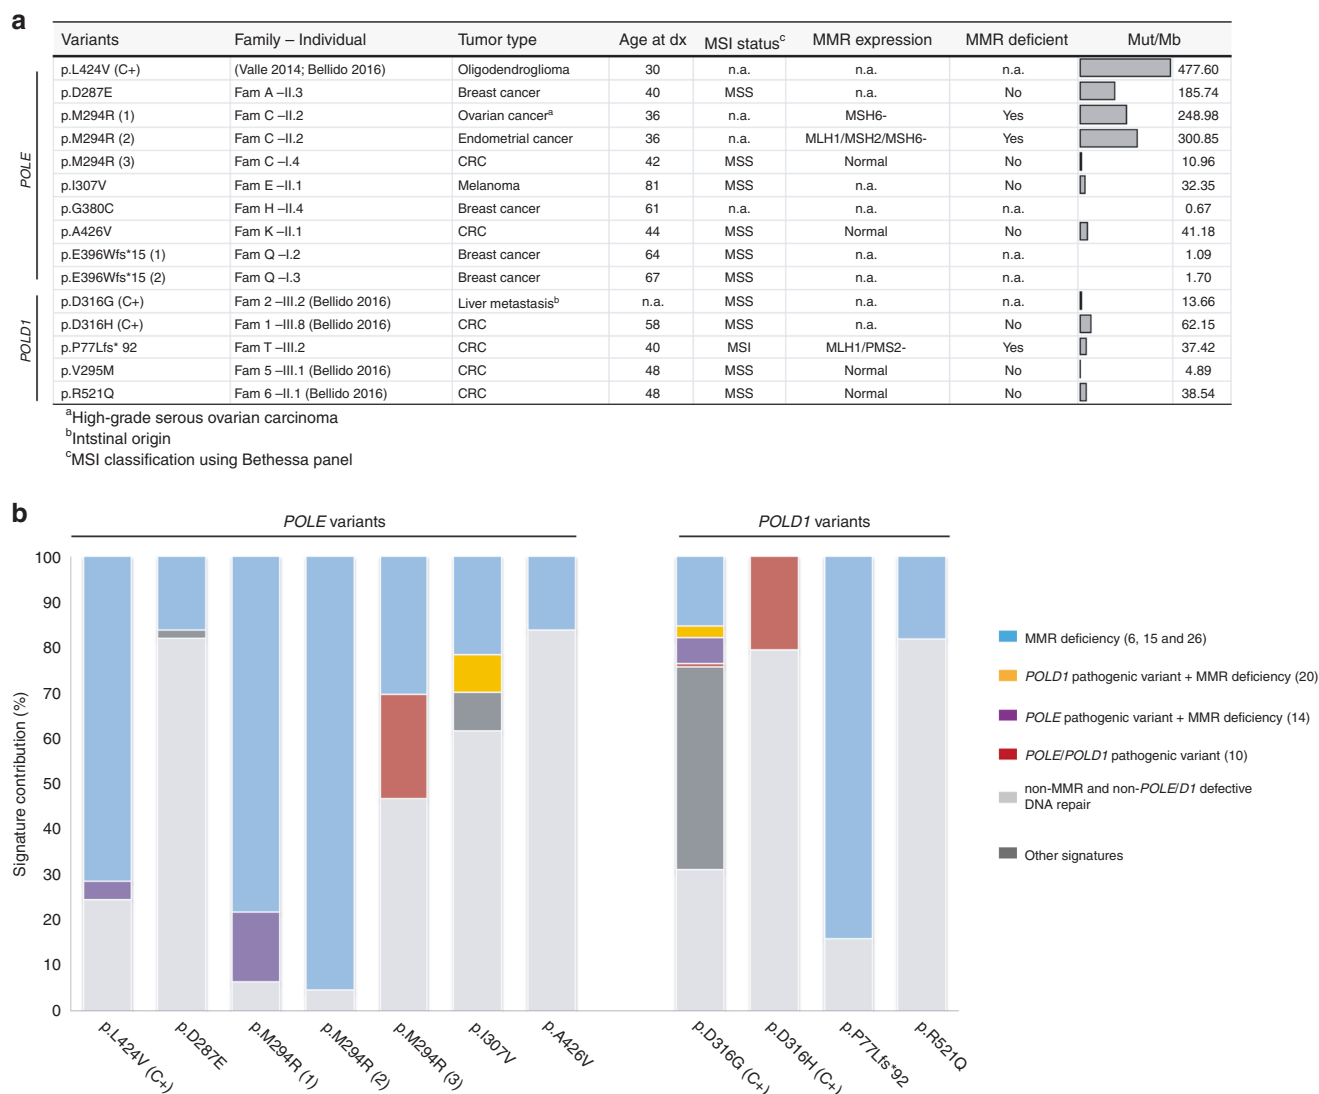 a
Variants Family – Individual Tumor type Age at dx MSI statusc MMR expression MMR deficient Mut/Mb
POLE
p.L424V (C+) (Valle 2014; Bellido 2016) Oligodendroglioma 30 n.a. n.a. n.a. 477.60
p.D287E Fam A –II.3 Breast cancer 40 MSS n.a. No 185.74
p.M294R (1) Fam C –II.2 Ovarian cancera 36 n.a. MSH6- Yes 248.98
p.M294R (2) Fam C –II.2 Endometrial cancer 36 n.a. MLH1/MSH2/MSH6- Yes 300.85
p.M294R (3) Fam C –I.4 CRC 42 MSS Normal No 10.96
p.I307V Fam E –II.1 Melanoma 81 MSS n.a. No 32.35
p.G380C Fam H –II.4 Breast cancer 61 n.a. n.a. n.a. 0.67
p.A426V Fam K –II.1 CRC 44 MSS Normal No 41.18
p.E396Wfs*15 (1) Fam Q –I.2 Breast cancer 64 MSS n.a. n.a. 1.09
p.E396Wfs*15 (2) Fam Q –I.3 Breast cancer 67 MSS n.a. n.a. 1.70
POLD1
p.D316G (C+) Fam 2 –III.2 (Bellido 2016) Liver metastasisb n.a. MSS n.a. n.a. 13.66
p.D316H (C+) Fam 1 –III.8 (Bellido 2016) CRC 58 MSS n.a. No 62.15
p.P77Lfs* 92 Fam T –III.2 CRC 40 MSI MLH1/PMS2- Yes 37.42
p.V295M Fam 5 –III.1 (Bellido 2016) CRC 48 MSS Normal No 4.89
p.R521Q Fam 6 –II.1 (Bellido 2016) CRC 48 MSS Normal No 38.54
aHigh-grade serous ovarian carcinoma
bIntstinal origin
cMSI classification using Bethessa panel
b
POLE variants
POLD1 variants
Signature contribution (%)
100
90
80
70
60
50
40
30
20
10
0
p.L424V (C+)
p.D287E
p.M294R (1)
p.M294R (2)
p.M294R (3)
p.I307V
p.A426V
p.D316G (C+)
p.D316H (C+)
p.P77Lfs*92
p.R521Q
MMR deficiency (6, 15 and 26)
POLD1 pathogenic variant + MMR deficiency (20)
POLE pathogenic variant + MMR deficiency (14)
POLE/POLD1 pathogenic variant (10)
non-MMR and non-POLE/D1 defective
DNA repair
Other signatures